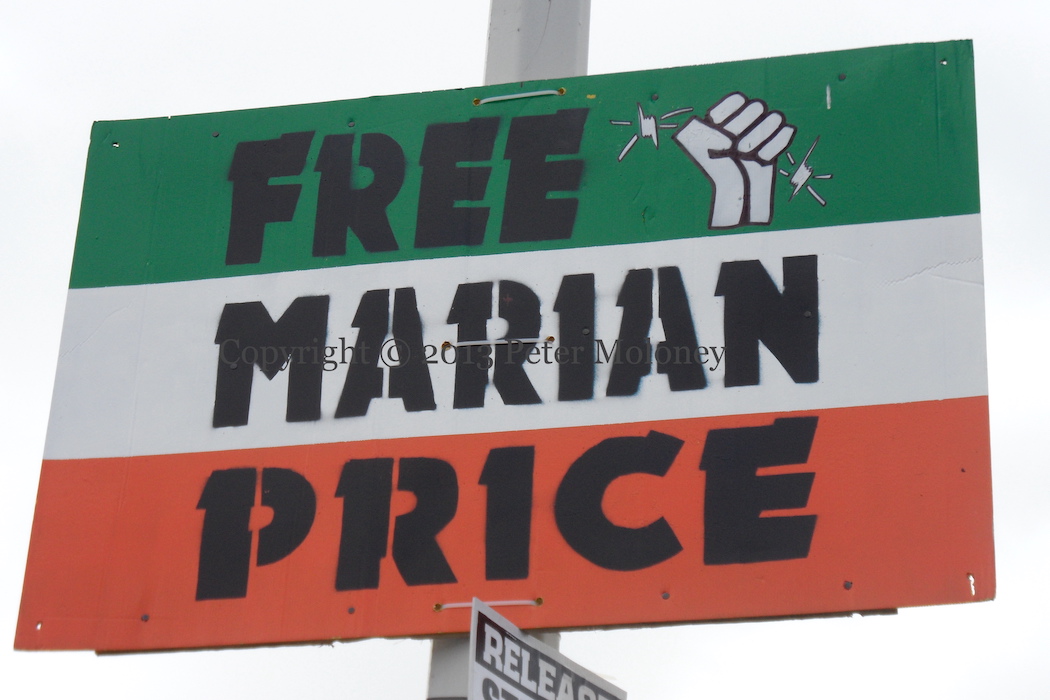 FREE
MARIAN
Copyright © 2013 Peter Moloney
PRICE
RELEASE